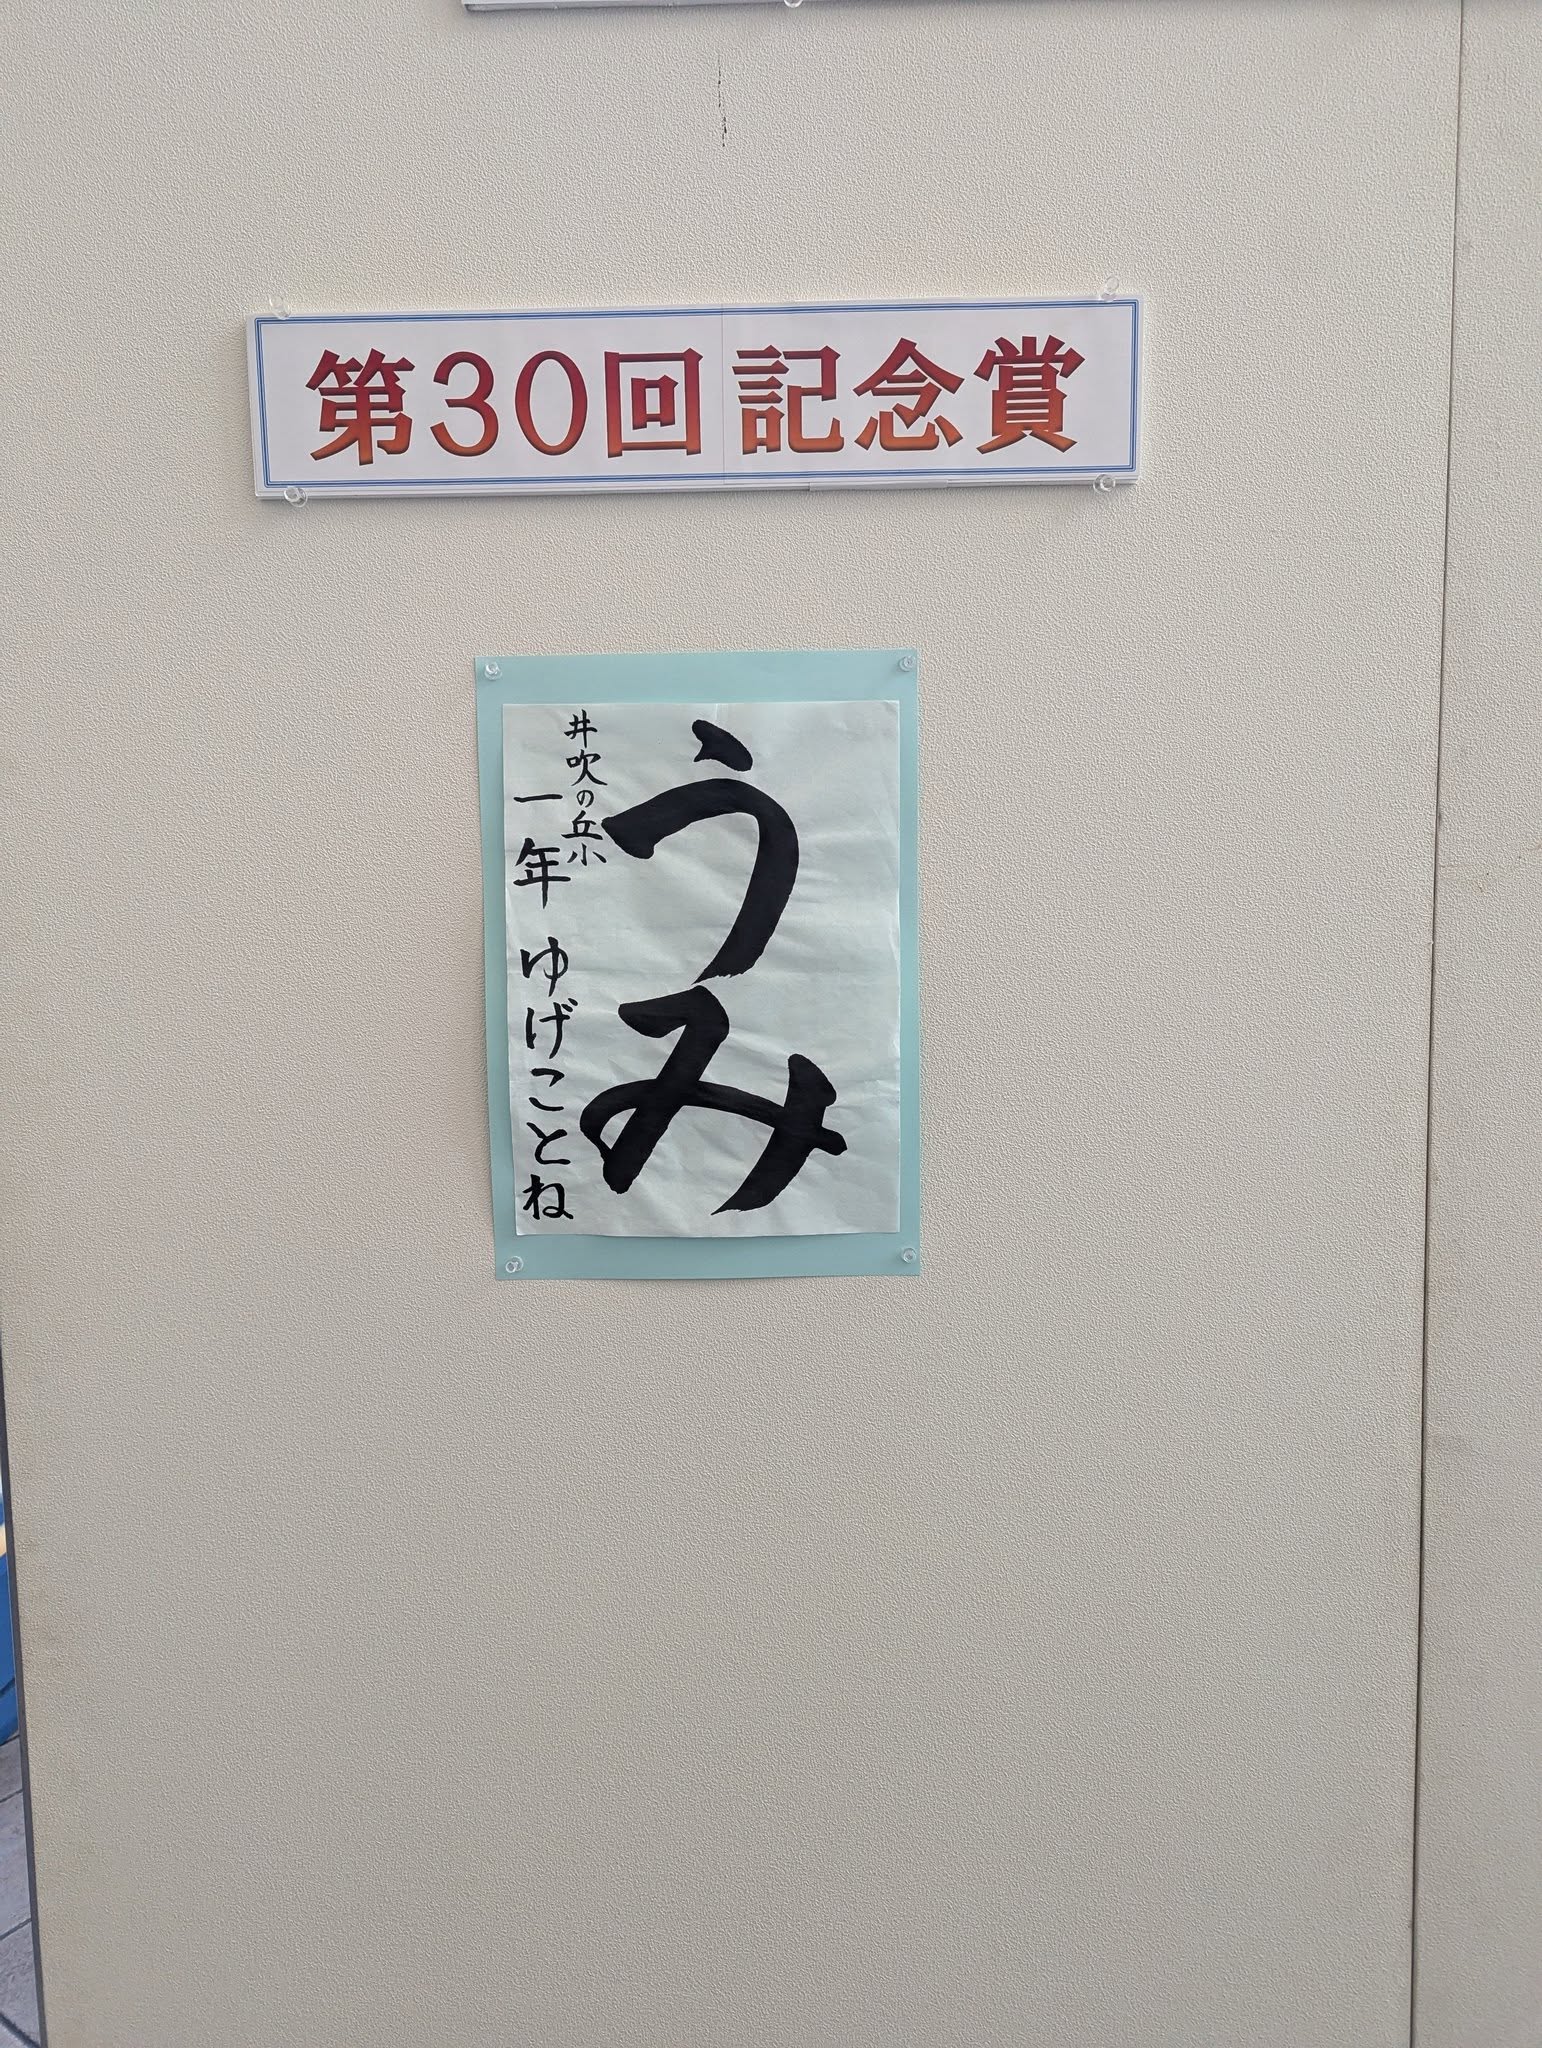 第30回記念賞
うみ
井吹の丘小
一年 ゆげことね